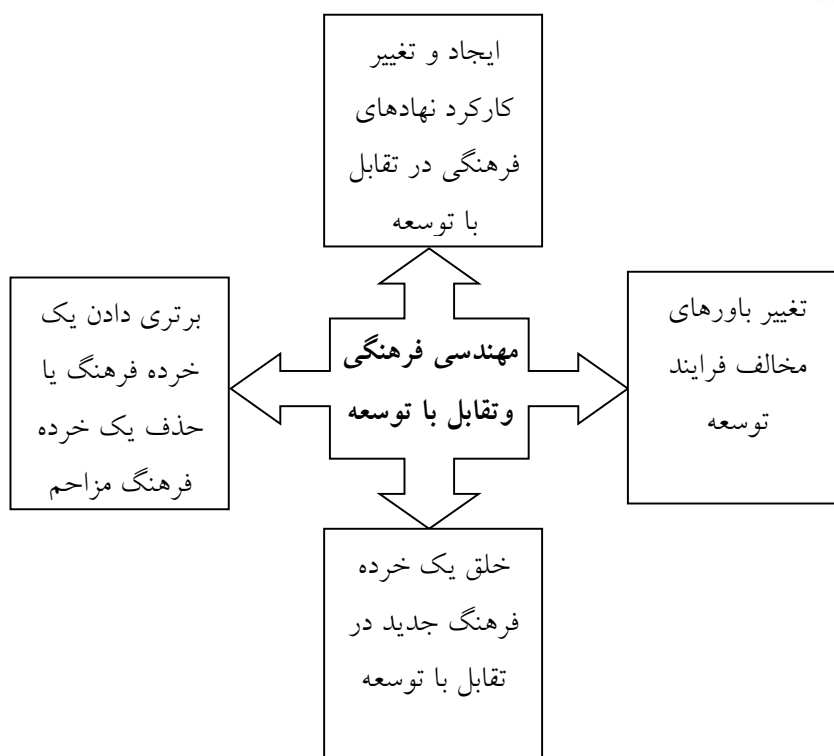 ایجاد و تغییر
کارکرد نهادهای
فرهنگی در تقابل
با توسعه
تغییر باورهای
مخالف فرایند
توسعه
مهندسی فرهنگی
وتقابل با توسعه
برتری دادن یک
خرده فرهنگ یا
حذف یک خرده
فرهنگ مزاحم
خلق یک خرده
فرهنگ جدید در
تقابل با توسعه